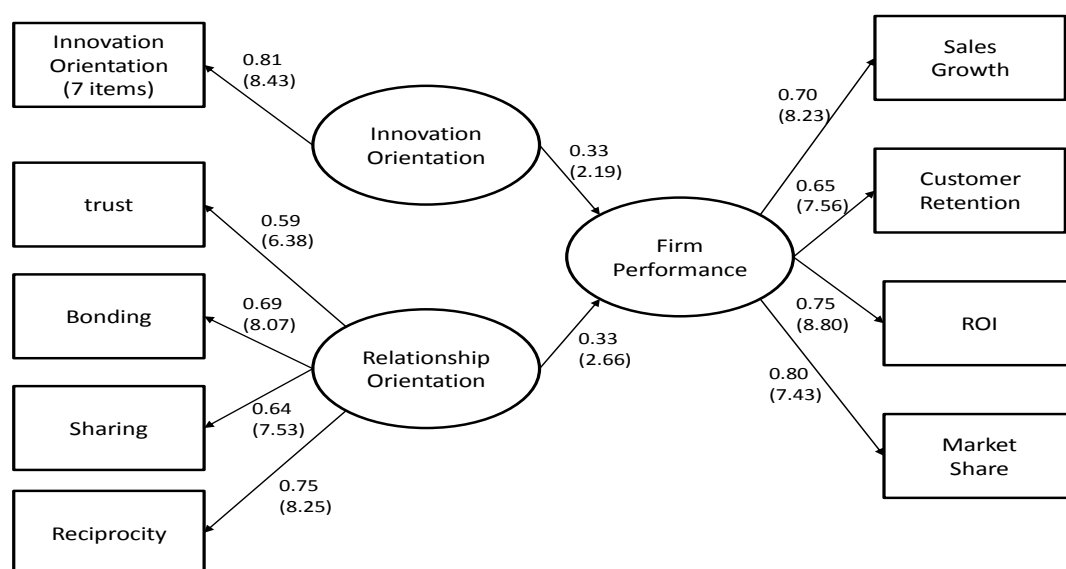 Innovation
Orientation
(7 items)
0.81
(8.43)
Innovation
Orientation
0.33
(2.19)
trust
0.59
(6.38)
Bonding
0.69
(8.07)
Sharing
0.64
(7.53)
Reciprocity
0.75
(8.25)
Relationship
Orientation
0.33
(2.66)
Firm
Performance
0.70
(8.23)
Sales
Growth
0.65
(7.56)
Customer
Retention
0.75
(8.80)
ROI
0.80
(7.43)
Market
Share